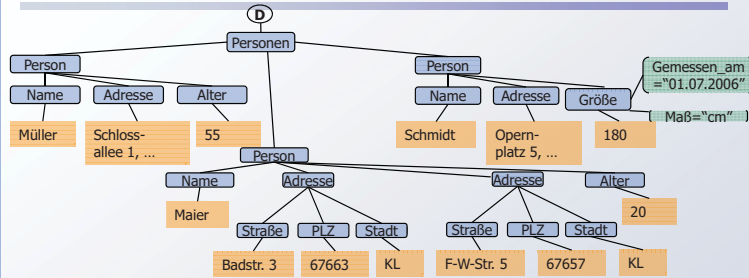 D
Personen
Person
Person
Gemessen_am
="01.07.2006"
Name
Adresse
Alter
Name
Adresse
Größe
Maß="cm"
Müller
Schloss-
allee 1, ...
55
Schmidt
Opern-
platz 5, ...
180
Person
Name
Adresse
Adresse
Alter
Maier
20
Straße
PLZ
Stadt
Straße
PLZ
Stadt
Badstr. 3
67663
KL
F-W-Str. 5
67657
KL